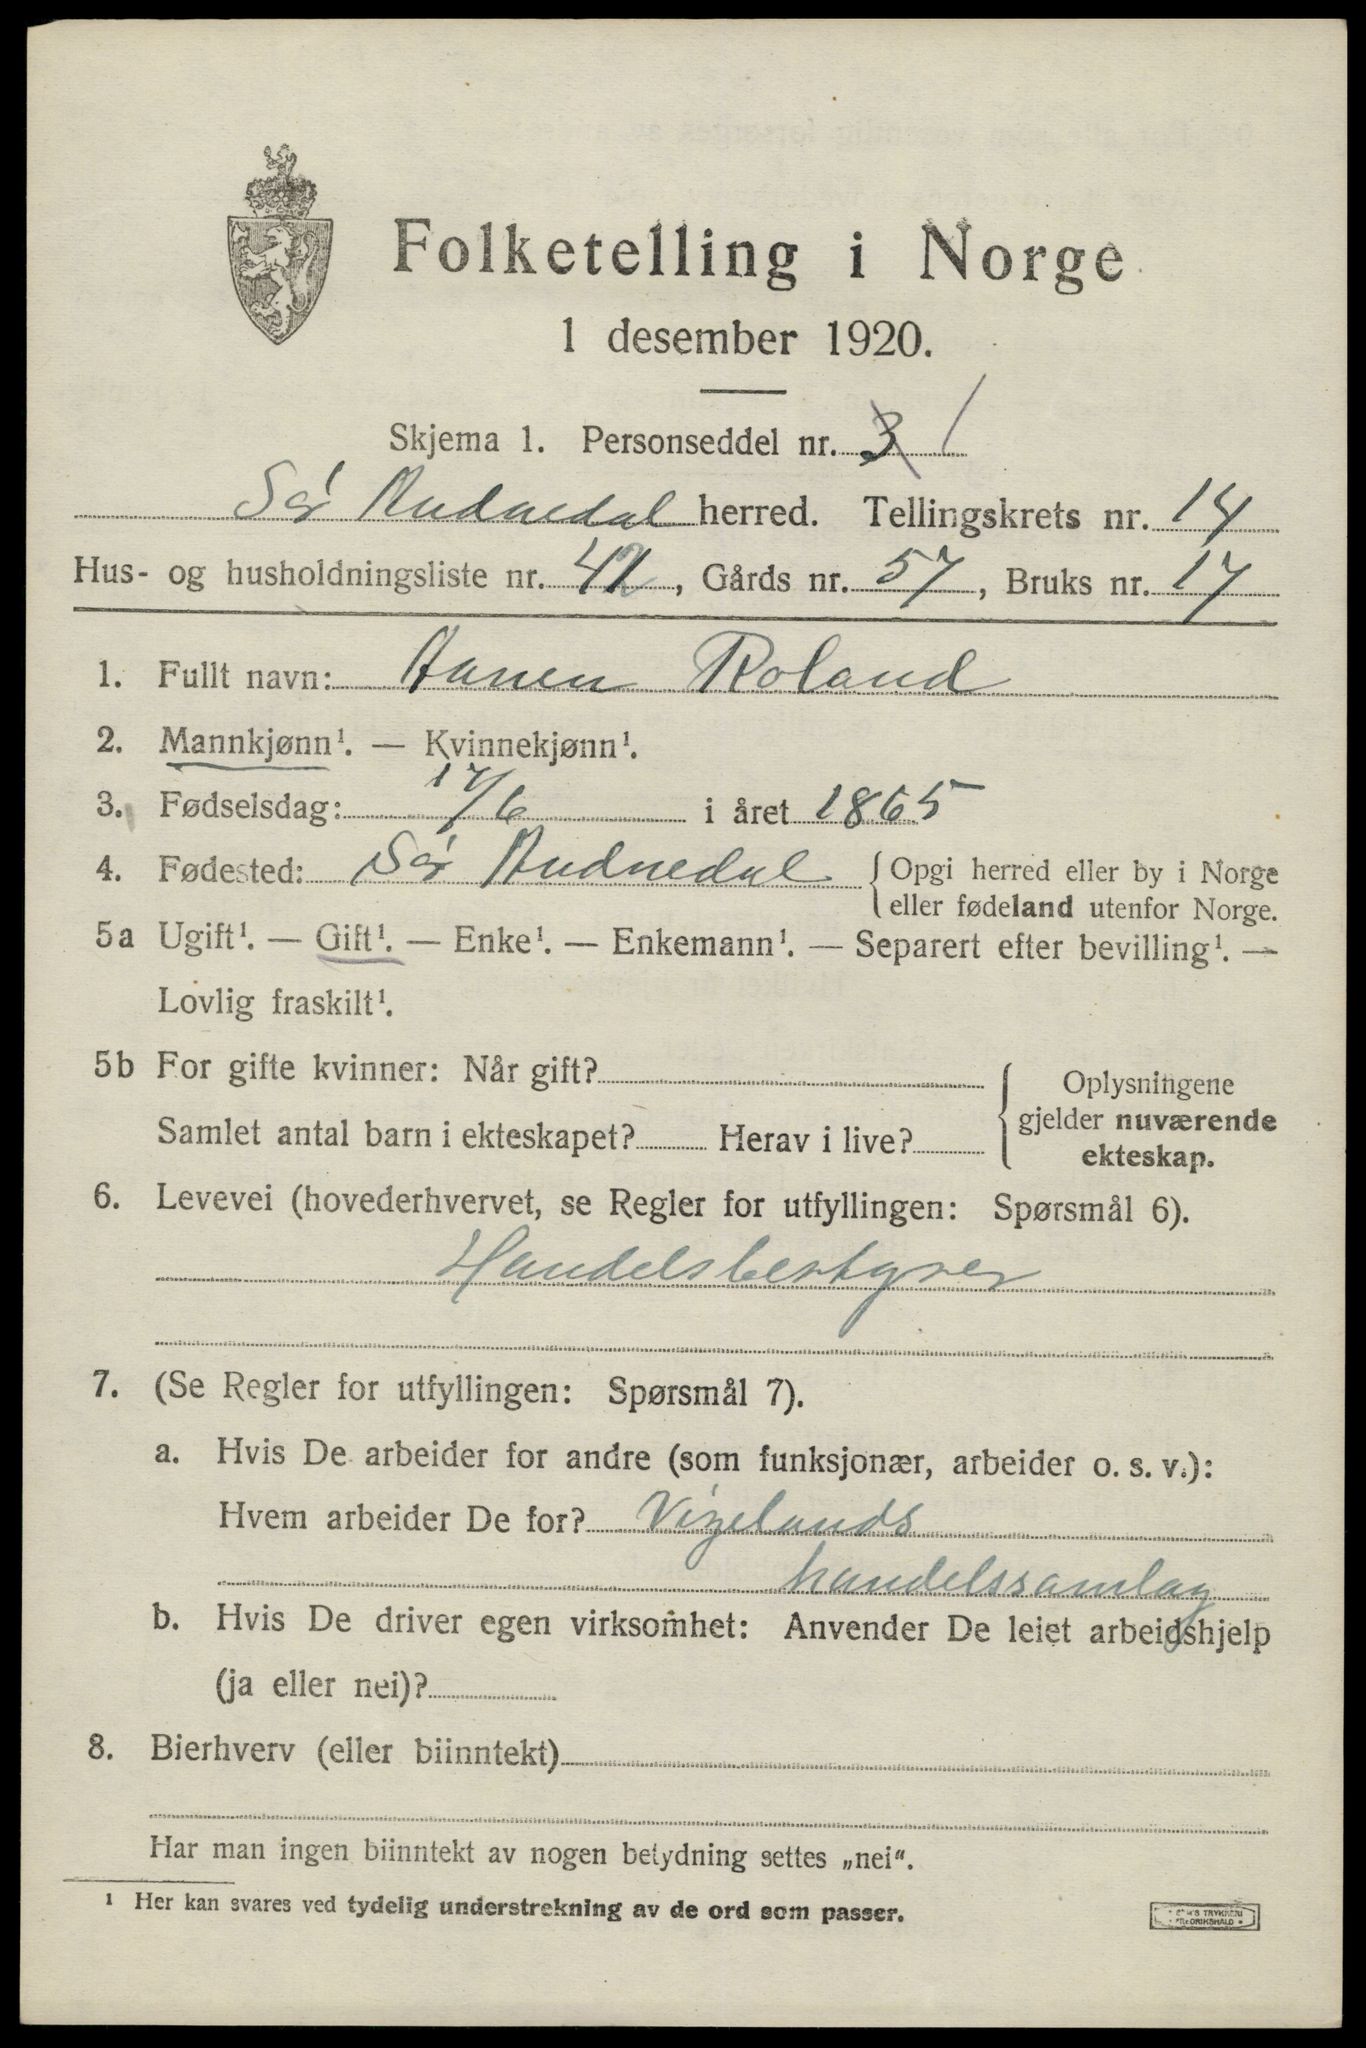 Folketelling i Norge
1 desember 1920.
Skjema 1. Personseddel nr. 3 1
Sør Audnedal herred. Tellingskrets nr. 14
Hus- og husholdningsliste nr. 42, Gårds nr. 57, Bruks nr. 17
1. Fullt navn: Aanen Roland
2. Mannkjønn¹. — Kvinnekjønn¹.
3. Fødselsdag: 17/6 i året 1865
4. Fødested: Sør Audnedal { Opgi herred eller by i Norge
eller fødeland utenfor Norge.
5a Ugift¹. — Gift¹. — Enke¹. — Enkemann¹. — Separert efter bevilling¹. —
Lovlig fraskilt¹.
5b For gifte kvinner: Når gift?
Samlet antal barn i ekteskapet? Herav i live?
Oplysningene
gjelder nuværende
ekteskap.
6. Levevei (hovederhvervet, se Regler for utfyllingen: Spørsmål 6).
Handelsbestyrer
7. (Se Regler for utfyllingen: Spørsmål 7).
a. Hvis De arbeider for andre (som funksjonær, arbeider o. s. v.):
Hvem arbeider De for? Vigelands
handelssamlag
b. Hvis De driver egen virksomhet: Anvender De leiet arbeidshjelp
(ja eller nei)?
8. Bierhverv (eller biinntekt)
Har man ingen biinntekt av nogen betydning settes „nei“.
¹ Her kan svares ved tydelig understrekning av de ord som passer.
TRYKKERI
FREDRIKSHALD